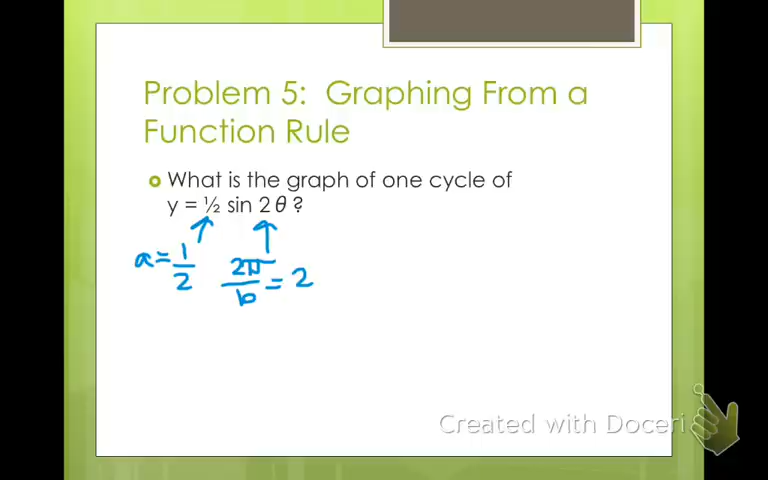 Problem 5: Graphing From a
Function Rule
What is the graph of one cycle of
y = ½ sin 2θ ?
a = 1/2
2π/b = 2
Created with Doceri